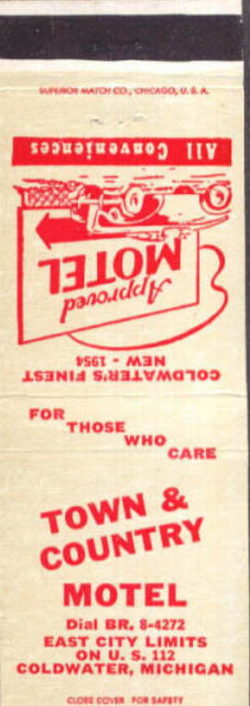 SUPERIOR MATCH CO., CHICAGO, U. S. A.
COLDWATER'S FINEST
NEW - 1954
Approved
MOTEL
All Conveniences
FOR
THOSE
WHO
CARE
TOWN &
COUNTRY
MOTEL
Dial BR. 8-4272
EAST CITY LIMITS
ON U. S. 112
COLDWATER, MICHIGAN
CLOSE COVER FOR SAFETY